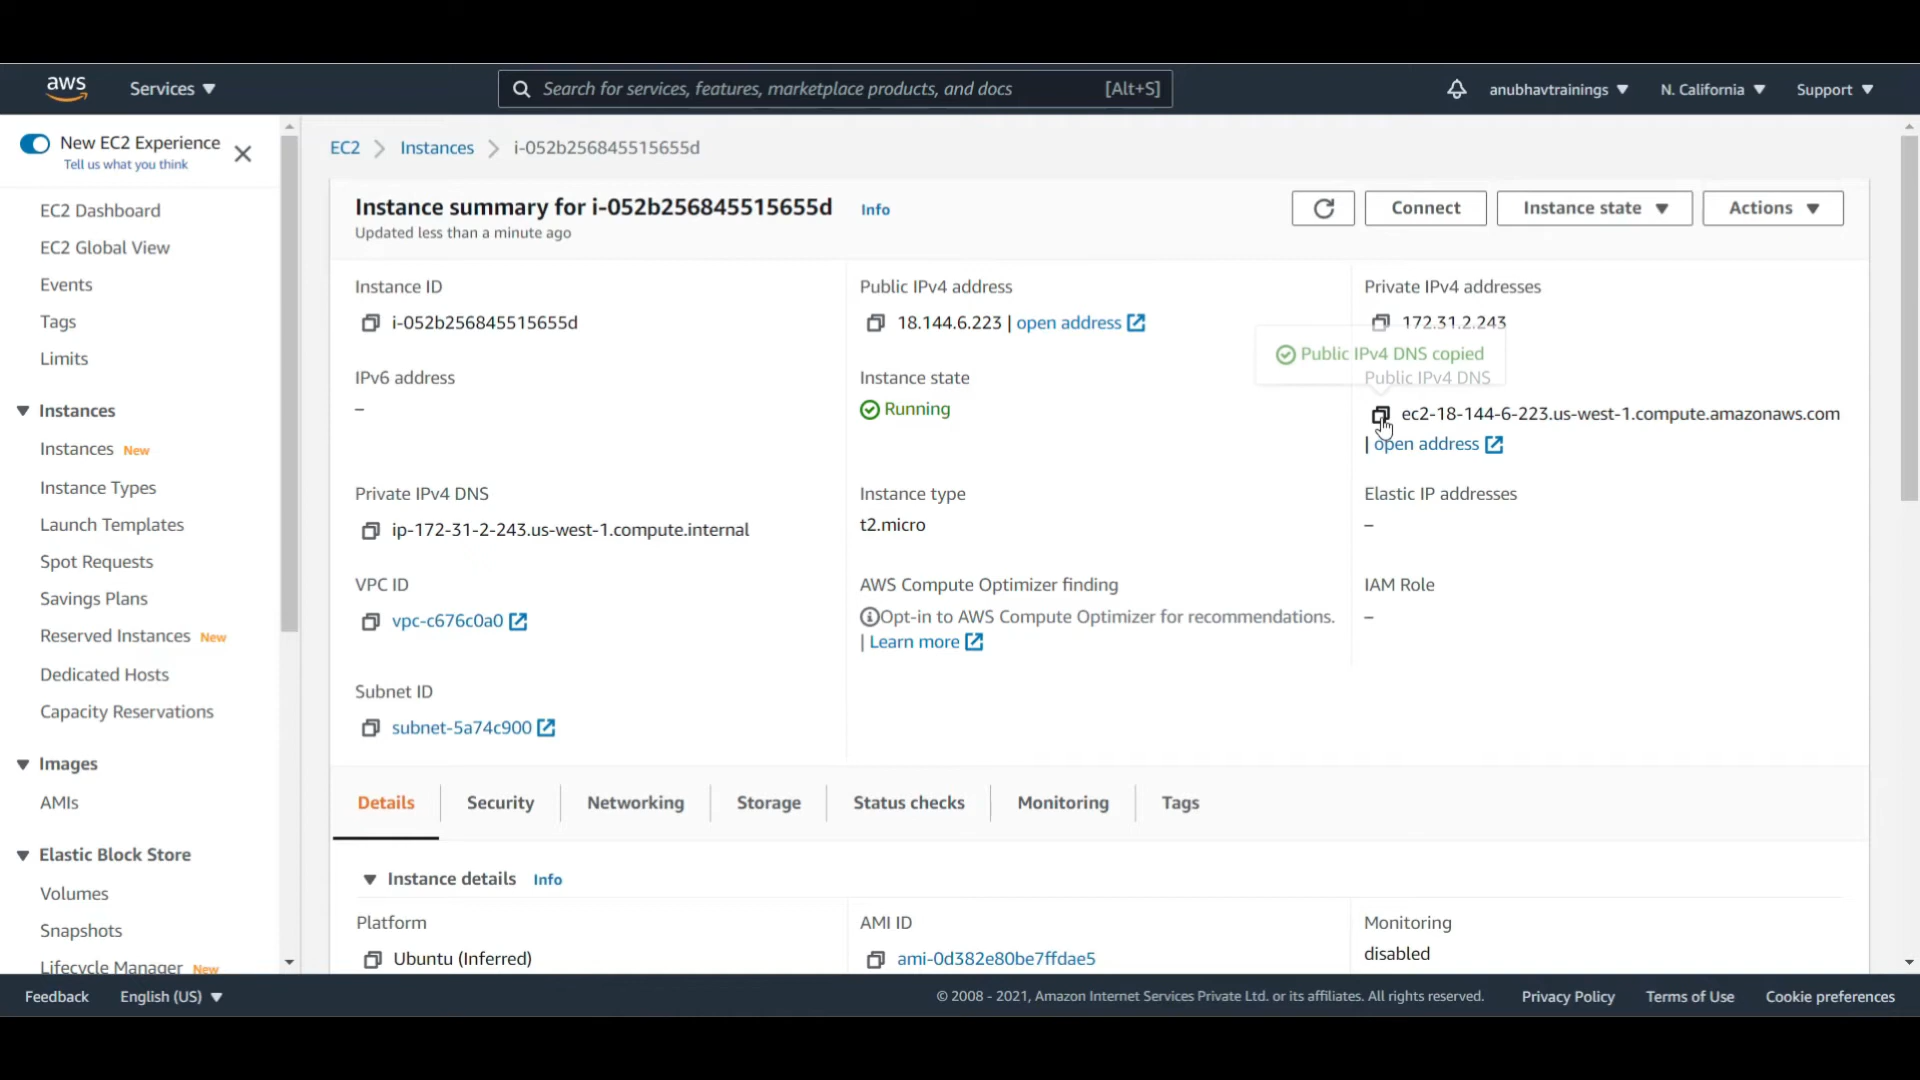 aws
Services
Search for services, features, marketplace products, and docs
[Alt+S]
anubhavtrainings
N. California
Support
New EC2 Experience
Tell us what you think
EC2 Dashboard
EC2 Global View
Events
Tags
Limits
Instances
Instances New
Instance Types
Launch Templates
Spot Requests
Savings Plans
Reserved Instances New
Dedicated Hosts
Capacity Reservations
Images
AMIs
Elastic Block Store
Volumes
Snapshots
Lifecycle Manager New
EC2 > Instances > i-052b256845515655d
Instance summary for i-052b256845515655d Info
Updated less than a minute ago
Connect
Instance state
Actions
Instance ID
i-052b256845515655d
Public IPv4 address
18.144.6.223 | open address
Private IPv4 addresses
172.31.2.243
Public IPv4 DNS copied
IPv6 address
–
Instance state
Running
Public IPv4 DNS
ec2-18-144-6-223.us-west-1.compute.amazonaws.com
| open address
Private IPv4 DNS
ip-172-31-2-243.us-west-1.compute.internal
Instance type
t2.micro
Elastic IP addresses
–
VPC ID
vpc-c676c0a0
AWS Compute Optimizer finding
Opt-in to AWS Compute Optimizer for recommendations.
| Learn more
IAM Role
–
Subnet ID
subnet-5a74c900
Details
Security
Networking
Storage
Status checks
Monitoring
Tags
Instance details Info
Platform
Ubuntu (Inferred)
AMI ID
ami-0d382e80be7ffdae5
Monitoring
disabled
Feedback
English (US)
© 2008 - 2021, Amazon Internet Services Private Ltd. or its affiliates. All rights reserved.
Privacy Policy
Terms of Use
Cookie preferences